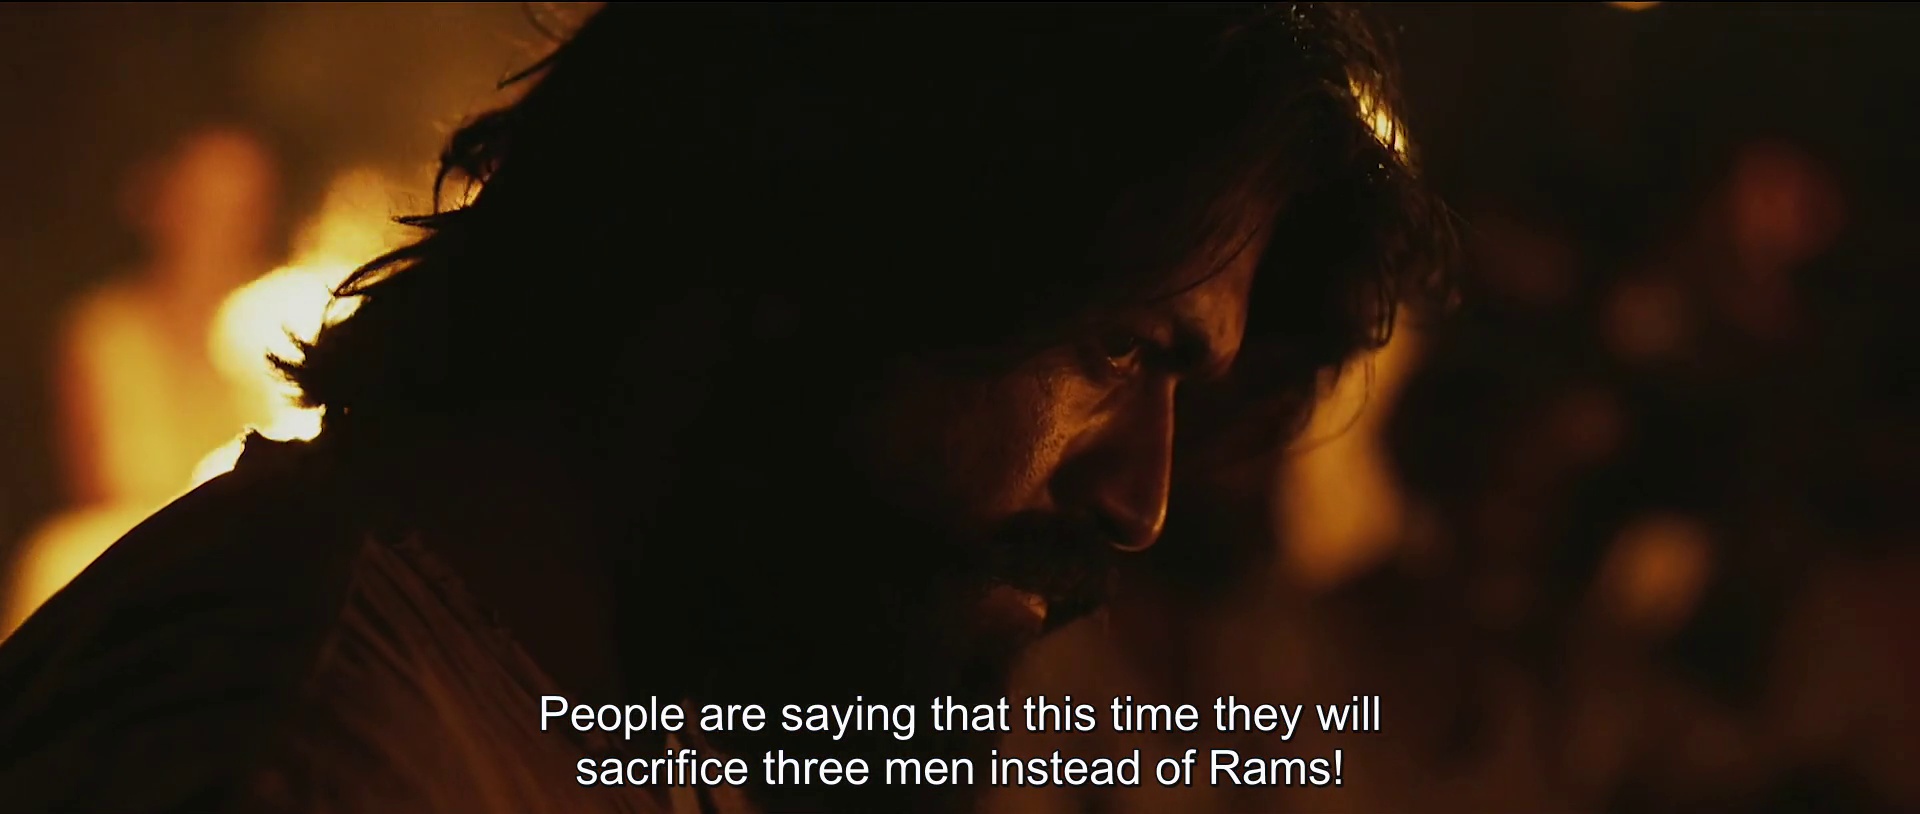 People are saying that this time they will
sacrifice three men instead of Rams!